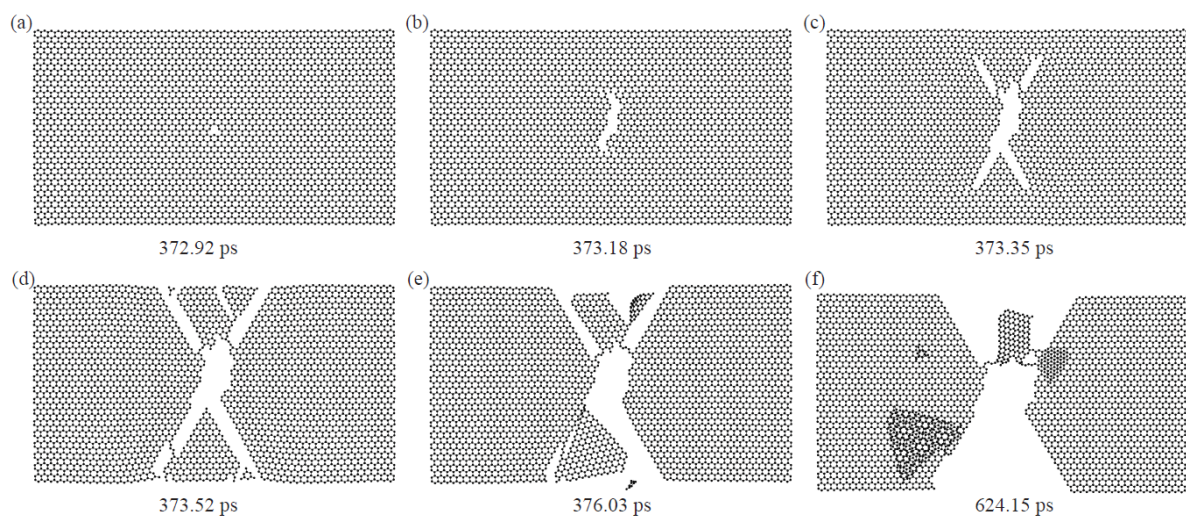 (a)
(b)
(c)
372.92 ps
373.18 ps
373.35 ps
(d)
(e)
(f)
373.52 ps
376.03 ps
624.15 ps